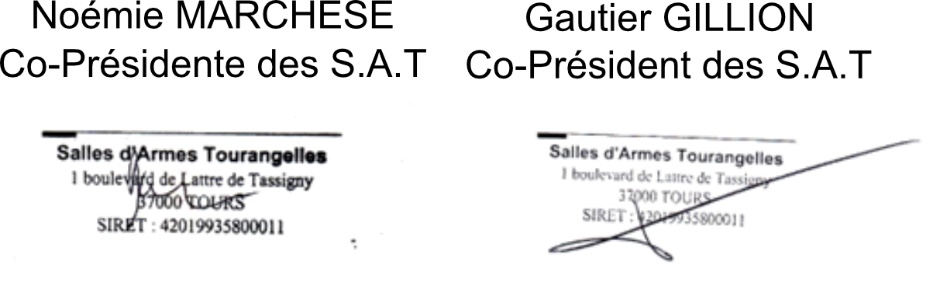 Noémie MARCHESE
Co-Présidente des S.A.T
Salles d'Armes Tourangelles
1 boulevard de Lattre de Tassigny
37000 TOURS
SIRET : 42019935800011
Gautier GILLION
Co-Président des S.A.T
Salles d'Armes Tourangelles
1 boulevard de Lattre de Tassigny
37000 TOURS
SIRET : 42019935800011